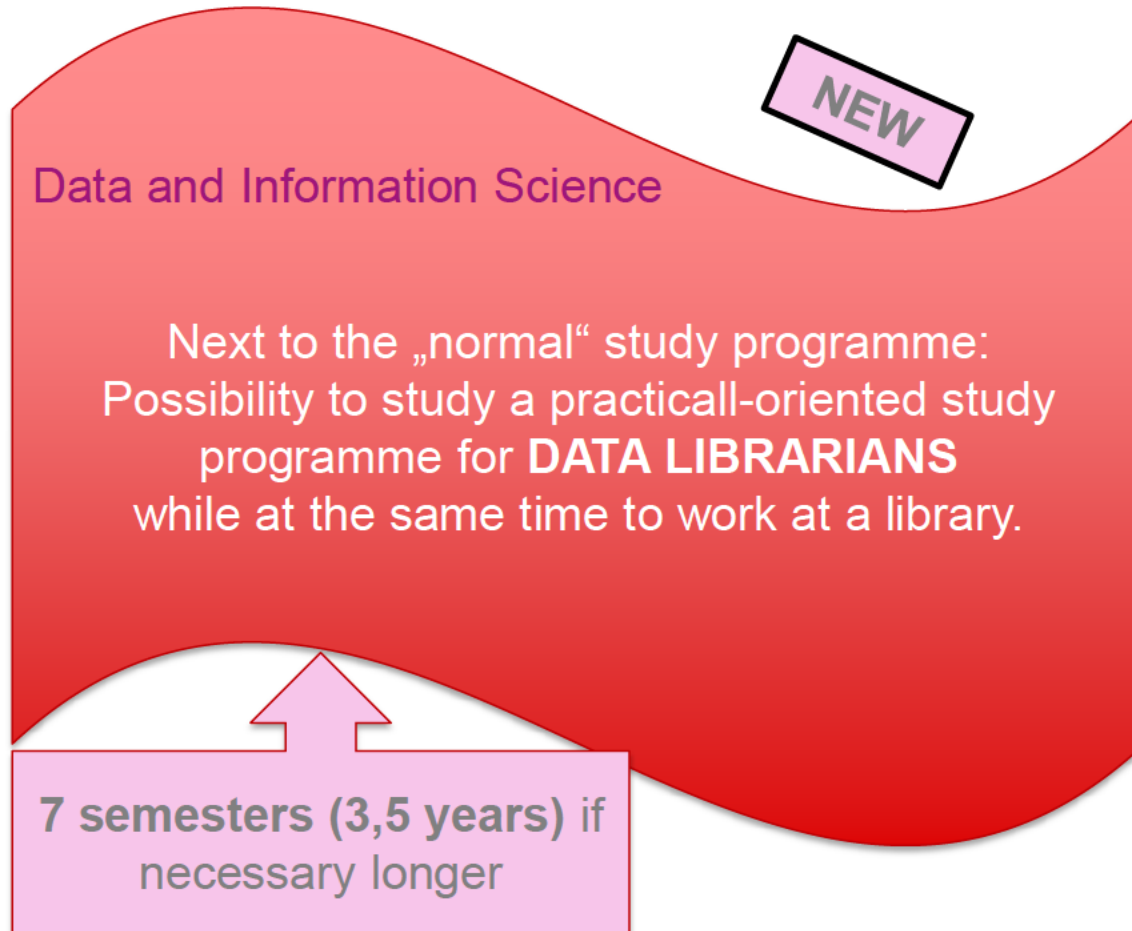 NEW
Data and Information Science
Next to the „normal“ study programme:
Possibility to study a practicall-oriented study
programme for DATA LIBRARIANS
while at the same time to work at a library.
7 semesters (3,5 years) if
necessary longer